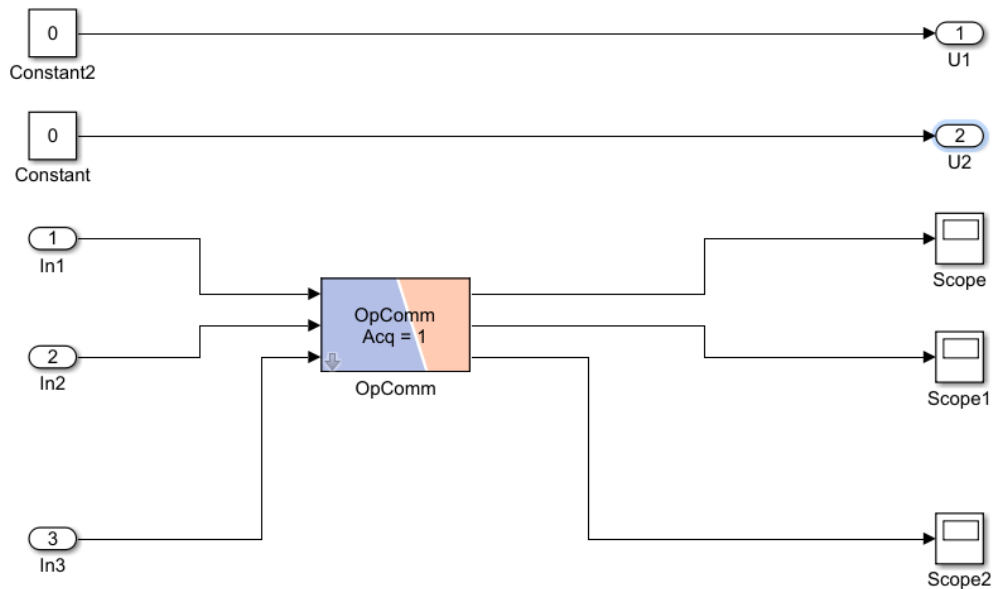 0
Constant2
1
U1
0
Constant
2
U2
1
In1
Scope
OpComm
Acq = 1
OpComm
2
In2
Scope1
3
In3
Scope2